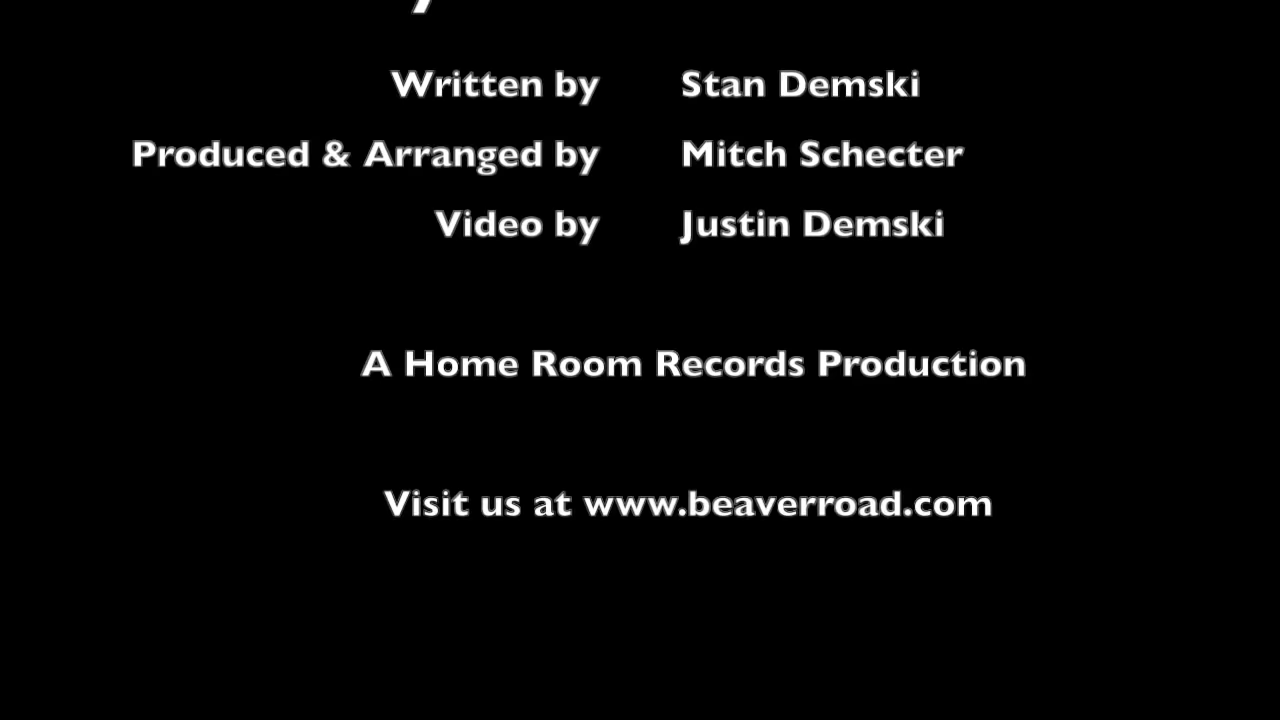 Written by Stan Demski
Produced & Arranged by Mitch Schecter
Video by Justin Demski
A Home Room Records Production
Visit us at www.beaverroad.com